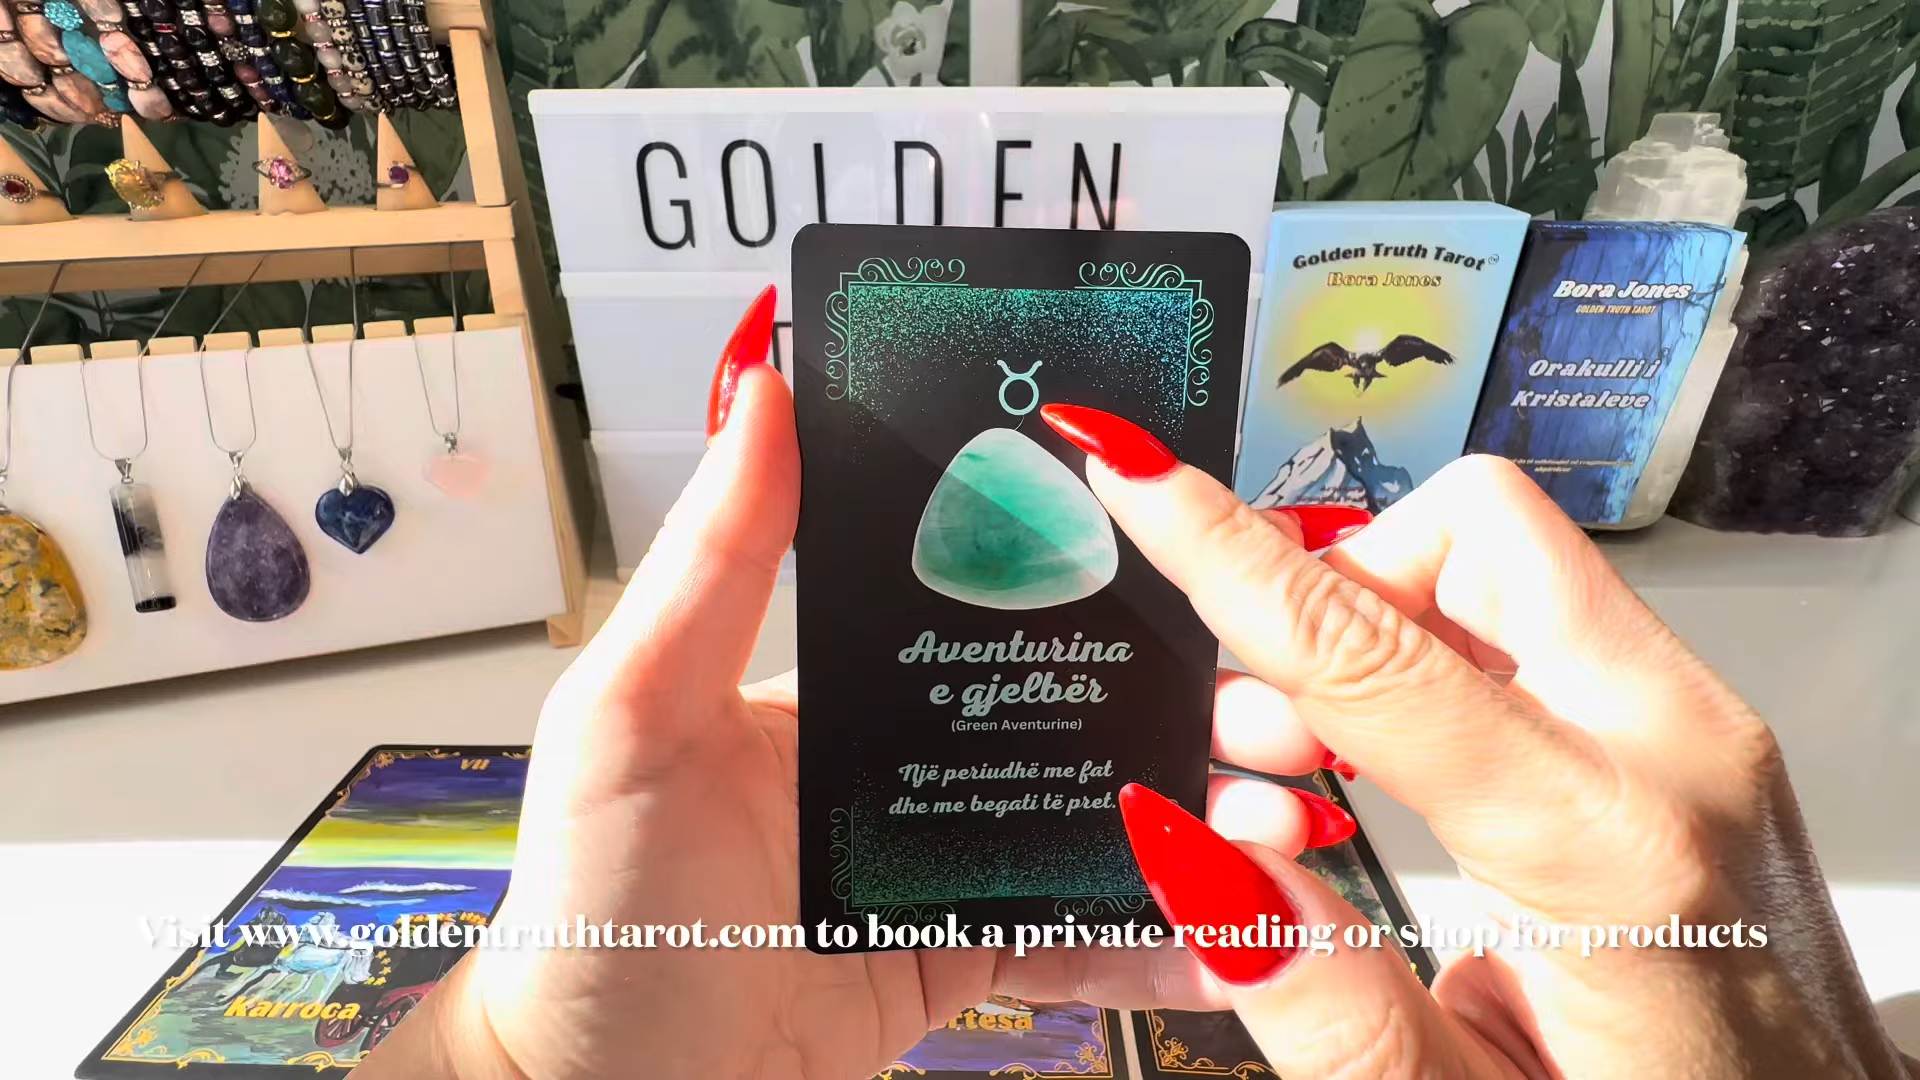 GOLDEN
Golden Truth Tarot™
Bora Jones
Bora Jones
GOLDEN TRUTH TAROT
Orakulli i
Kristaleve
♉
Aventurina
e gjelbër
(Green Aventurine)
Një periudhë me fat
dhe me begati të pret.
VII
Karroca
Visit www.goldentruthtarot.com to book a private reading or shop for products